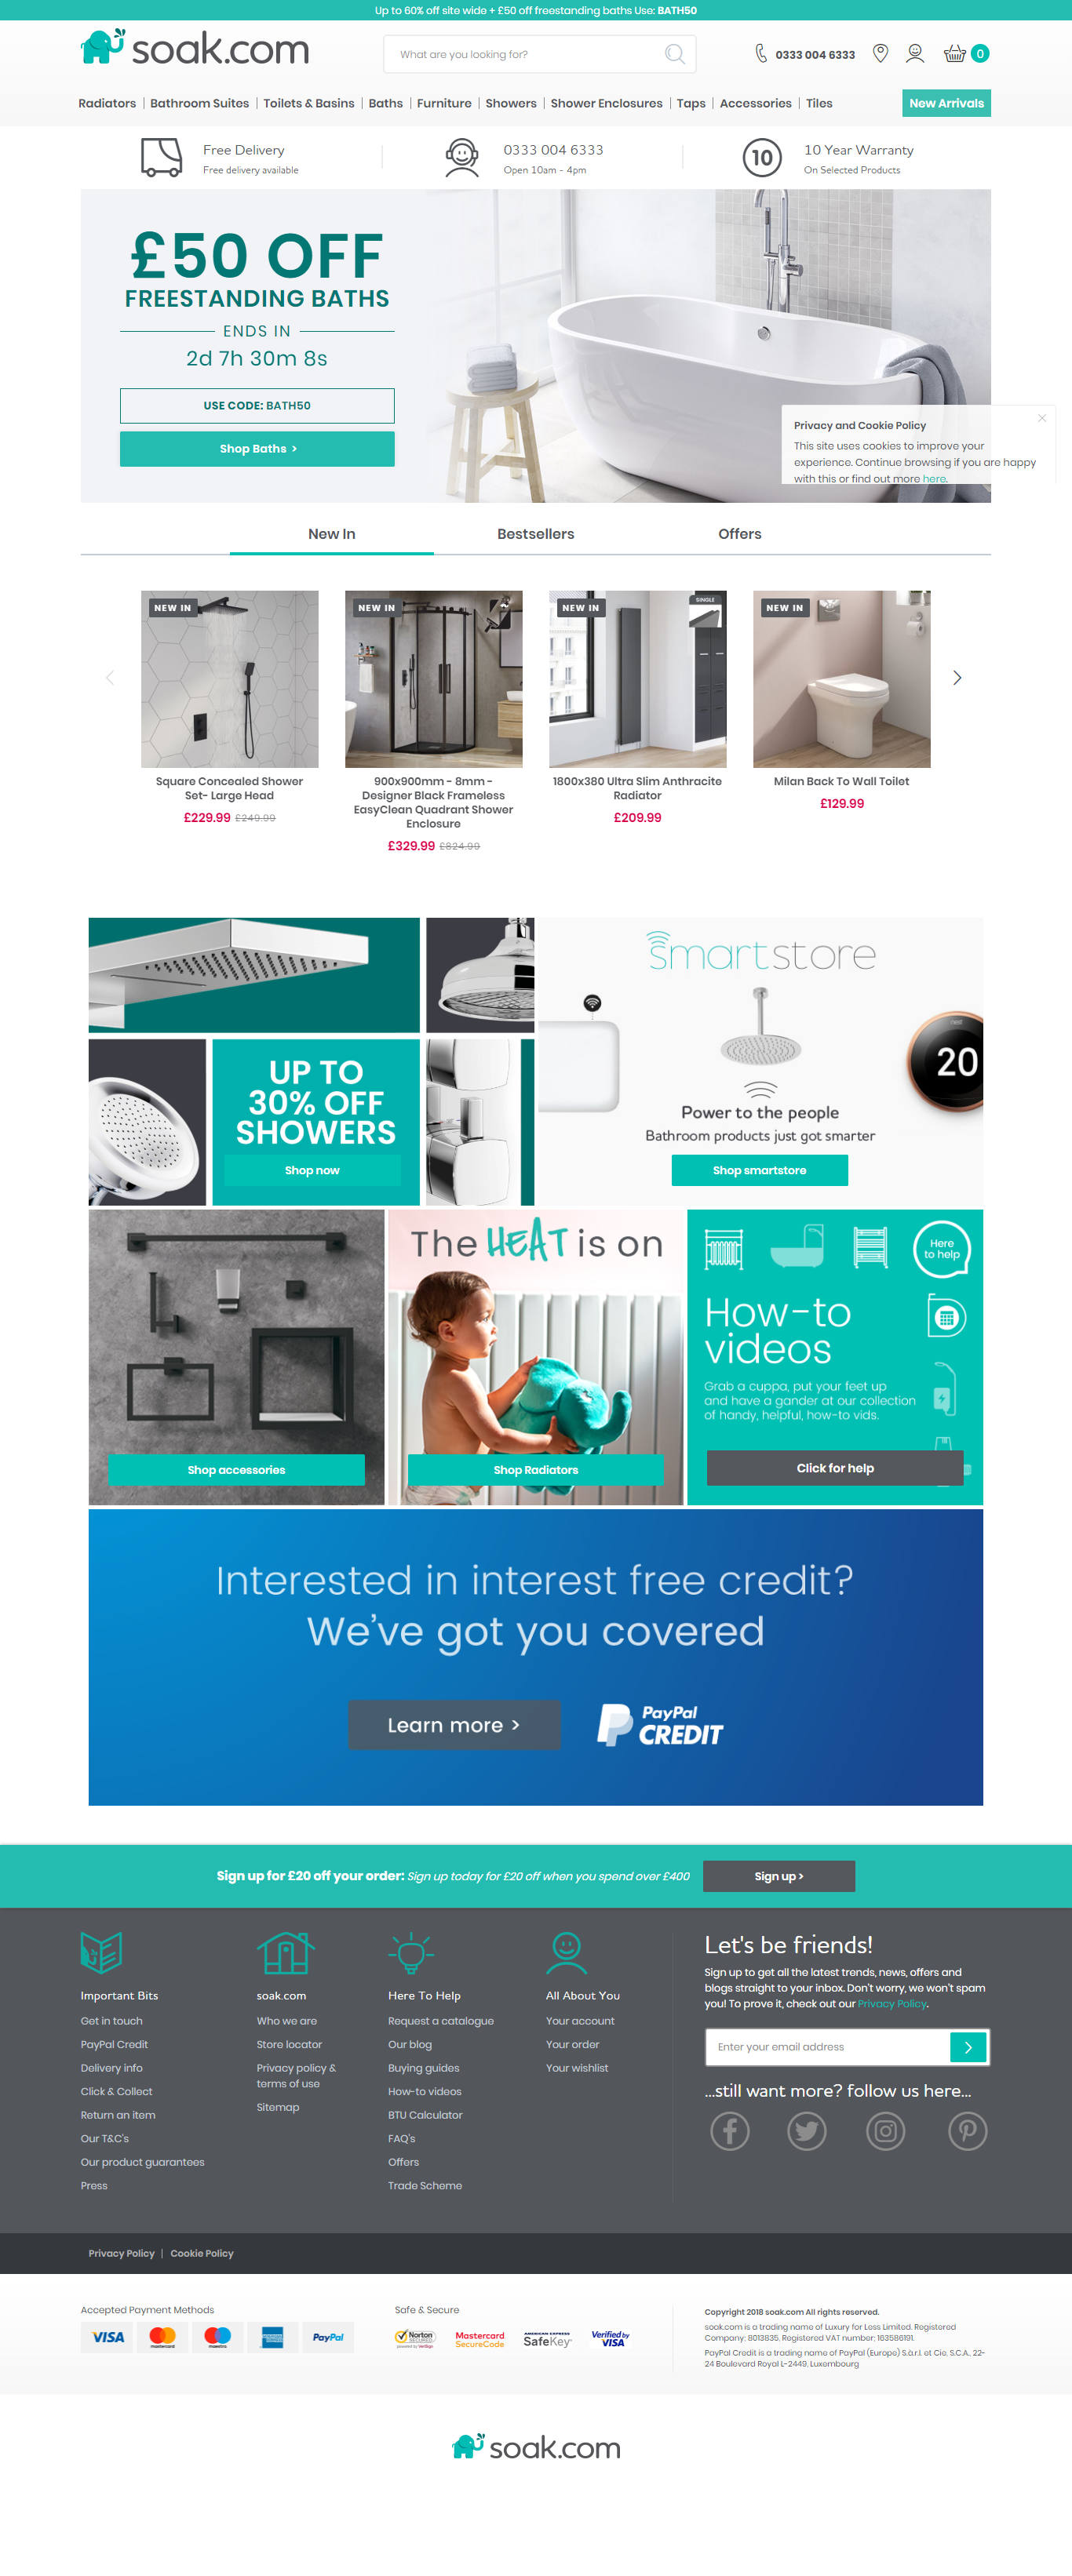 Up to 60% off site wide + £50 off freestanding baths Use: BATH50
soak.com
What are you looking for?
0333 004 6333
0
Radiators | Bathroom Suites | Toilets & Basins | Baths | Furniture | Showers | Shower Enclosures | Taps | Accessories | Tiles
New Arrivals
Free Delivery
Free delivery available
0333 004 6333
Open 10am - 4pm
10
10 Year Warranty
On Selected Products
£50 OFF
FREESTANDING BATHS
ENDS IN
2d 7h 30m 8s
USE CODE: BATH50
Shop Baths >
Privacy and Cookie Policy
This site uses cookies to improve your
experience. Continue browsing if you are happy
with this or find out more here.
New In
Bestsellers
Offers
NEW IN
NEW IN
NEW IN
SINGLE
NEW IN
Square Concealed Shower
Set- Large Head
£229.99 £249.99
900x900mm - 8mm -
Designer Black Frameless
EasyClean Quadrant Shower
Enclosure
£329.99 £824.99
1800x380 Ultra Slim Anthracite
Radiator
£209.99
Milan Back To Wall Toilet
£129.99
UP TO
30% OFF
SHOWERS
Shop now
smartstore
nest
20
Power to the people
Bathroom products just got smarter
Shop smartstore
Shop accessories
The HEAT is on
Shop Radiators
Here
to help
How-to
videos
Grab a cuppa, put your feet up
and have a gander at our collection
of handy, helpful, how-to vids.
Click for help
Interested in interest free credit?
We've got you covered
Learn more >
PayPal
CREDIT
Sign up for £20 off your order: Sign up today for £20 off when you spend over £400
Sign up >
Important Bits
Get in touch
PayPal Credit
Delivery info
Click & Collect
Return an item
Our T&C's
Our product guarantees
Press
soak.com
Who we are
Store locator
Privacy policy &
terms of use
Sitemap
Here To Help
Request a catalogue
Our blog
Buying guides
How-to videos
BTU Calculator
FAQ's
Offers
Trade Scheme
All About You
Your account
Your order
Your wishlist
Let's be friends!
Sign up to get all the latest trends, news, offers and
blogs straight to your inbox. Don't worry, we won't spam
you! To prove it, check out our Privacy Policy.
Enter your email address
...still want more? follow us here...
Privacy Policy | Cookie Policy
Accepted Payment Methods
VISA
mastercard
maestro
PayPal
Safe & Secure
Norton
SECURED
powered by VeriSign
Mastercard
SecureCode
AMERICAN EXPRESS
SafeKey
Verified by
VISA
Copyright 2018 soak.com All rights reserved.
soak.com is a trading name of Luxury for Less Limited. Registered
Company: 8013835, Registered VAT number: 163586191.
PayPal Credit is a trading name of PayPal (Europe) S.à.r.l. et Cie, S.C.A., 22-
24 Boulevard Royal L-2449, Luxembourg
soak.com